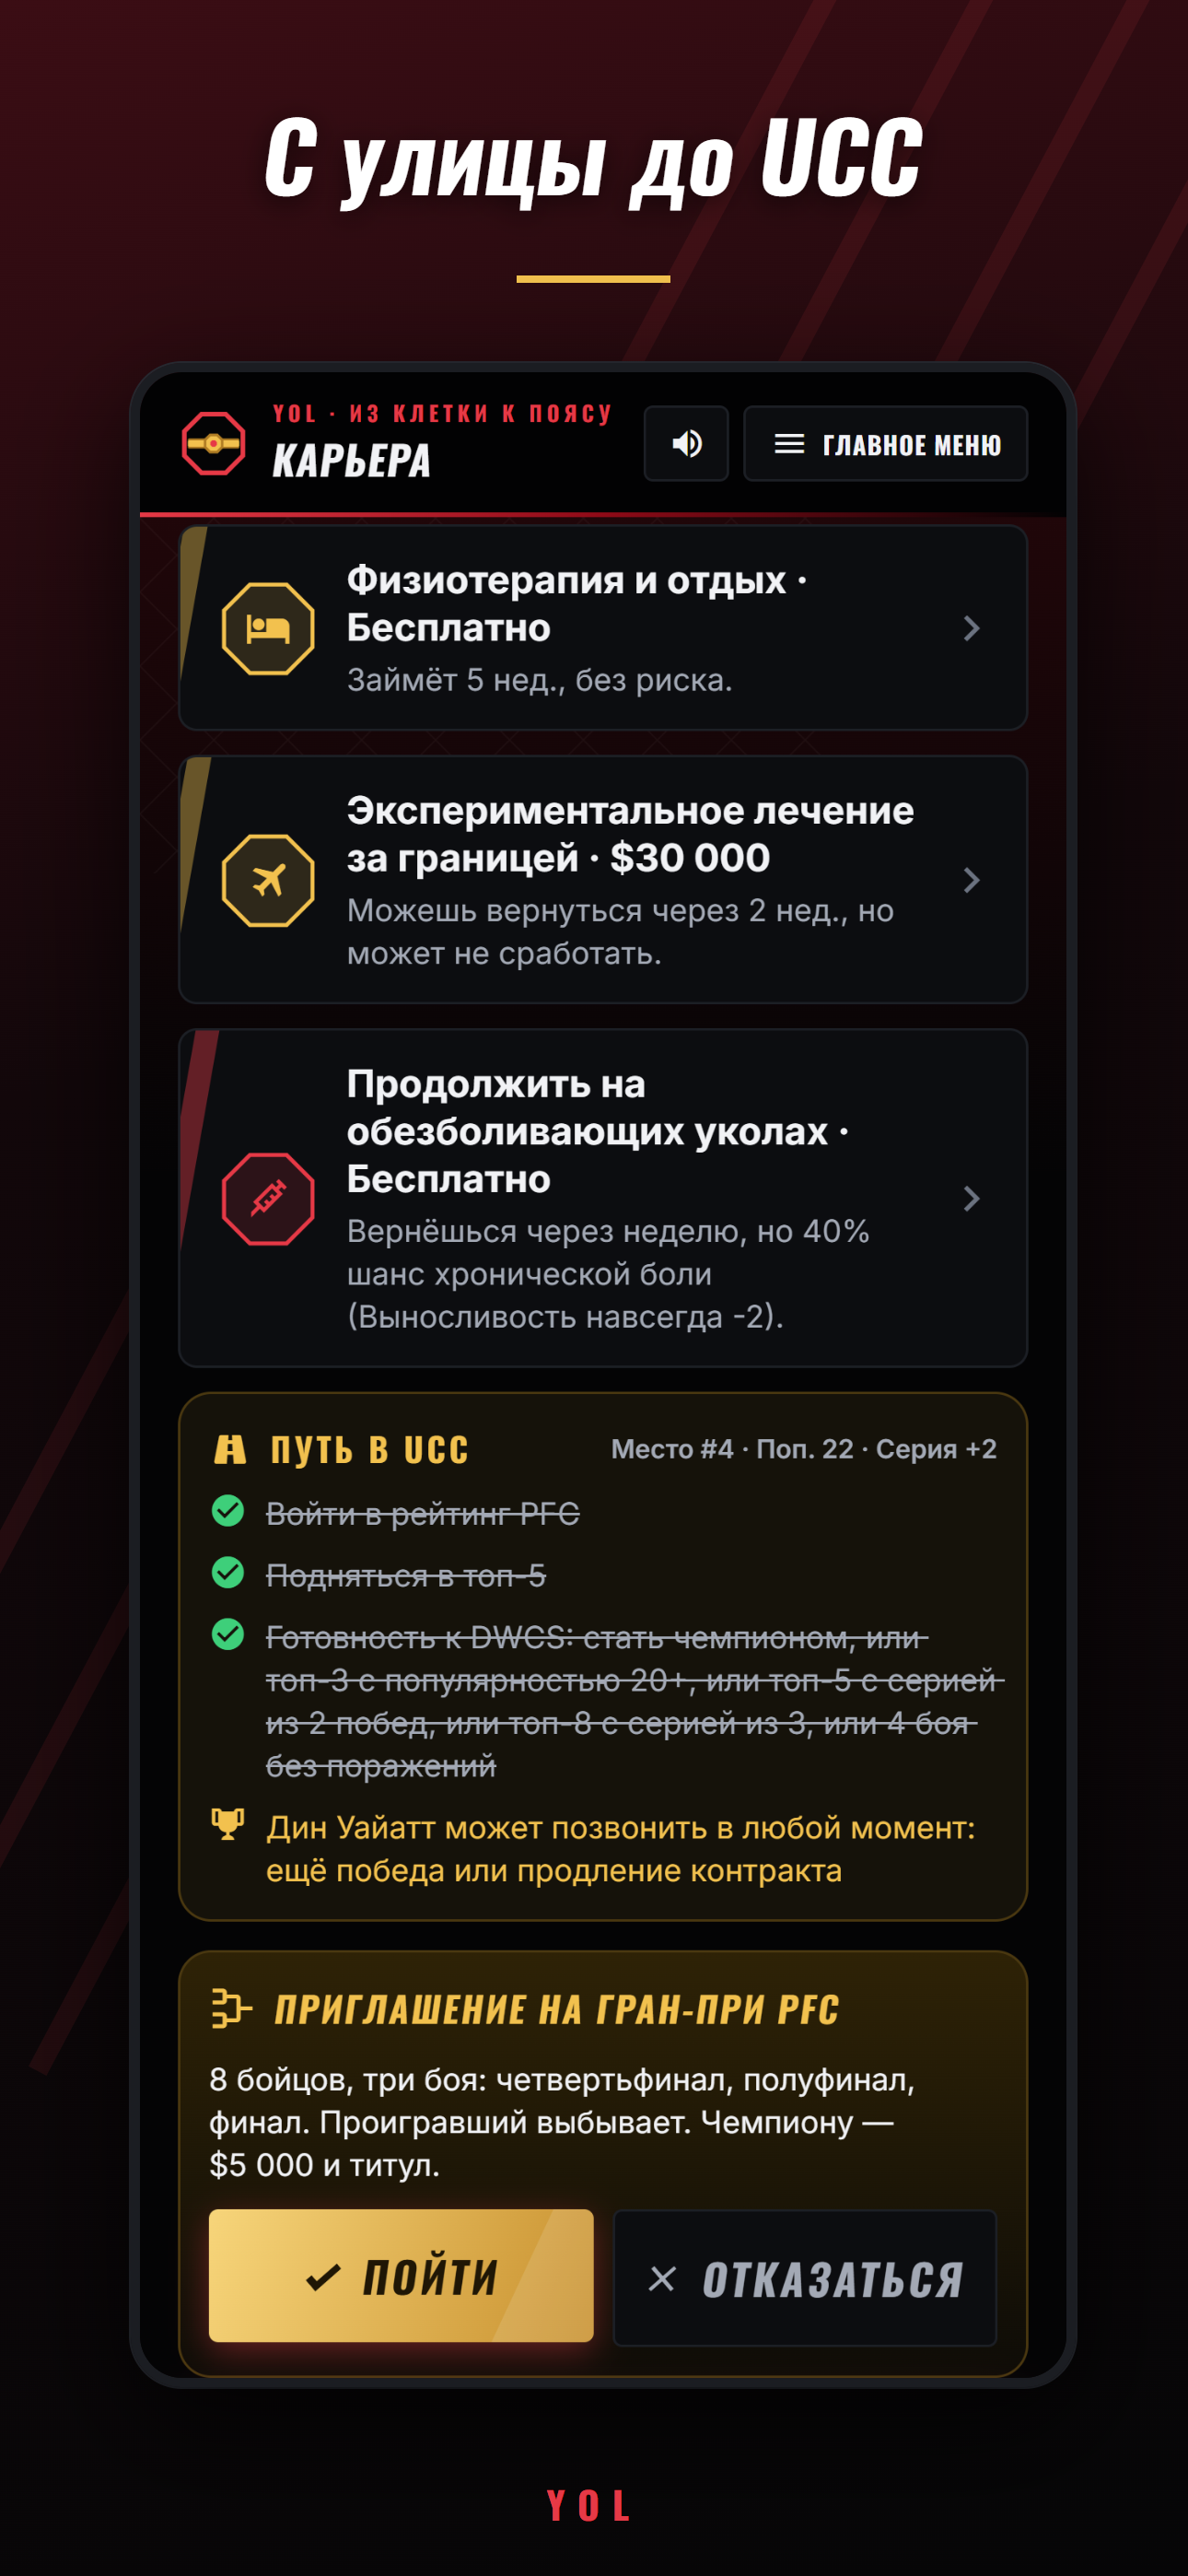 С улицы до UCC
YOL · ИЗ КЛЕТКИ К ПОЯСУ
КАРЬЕРА
ГЛАВНОЕ МЕНЮ
Физиотерапия и отдых ·
Бесплатно
Займёт 5 нед., без риска.
Экспериментальное лечение
за границей · $30 000
Можешь вернуться через 2 нед., но
может не сработать.
Продолжить на
обезболивающих уколах ·
Бесплатно
Вернёшься через неделю, но 40%
шанс хронической боли
(Выносливость навсегда -2).
ПУТЬ В UCC
Место #4 · Поп. 22 · Серия +2
Войти в рейтинг PFC
Подняться в топ-5
Готовность к DWCS: стать чемпионом, или
топ-3 с популярностью 20+, или топ-5 с серией
из 2 побед, или топ-8 с серией из 3, или 4 боя
без поражений
Дин Уайатт может позвонить в любой момент:
ещё победа или продление контракта
ПРИГЛАШЕНИЕ НА ГРАН-ПРИ PFC
8 бойцов, три боя: четвертьфинал, полуфинал,
финал. Проигравший выбывает. Чемпиону —
$5 000 и титул.
ПОЙТИ
ОТКАЗАТЬСЯ
YOL